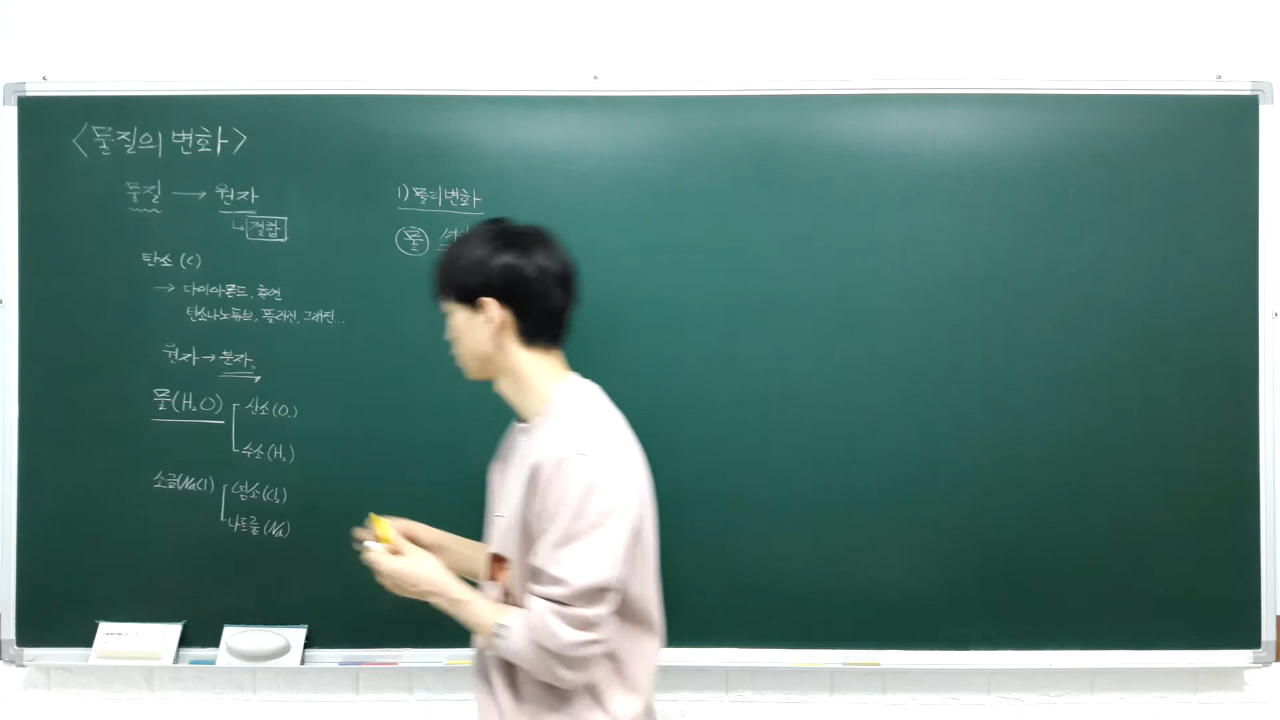 <물질의 변화>
물질 → 원자
↳ 결합
탄소 (C)
→ 다이아몬드, 흑연
탄소나노튜브, 풀러렌, 그래핀...
원자 → 분자
물(H₂O) 산소(O₂)
수소(H₂)
소금(NaCl) 염소(Cl₂)
나트륨(Na)
1) 물리변화
물